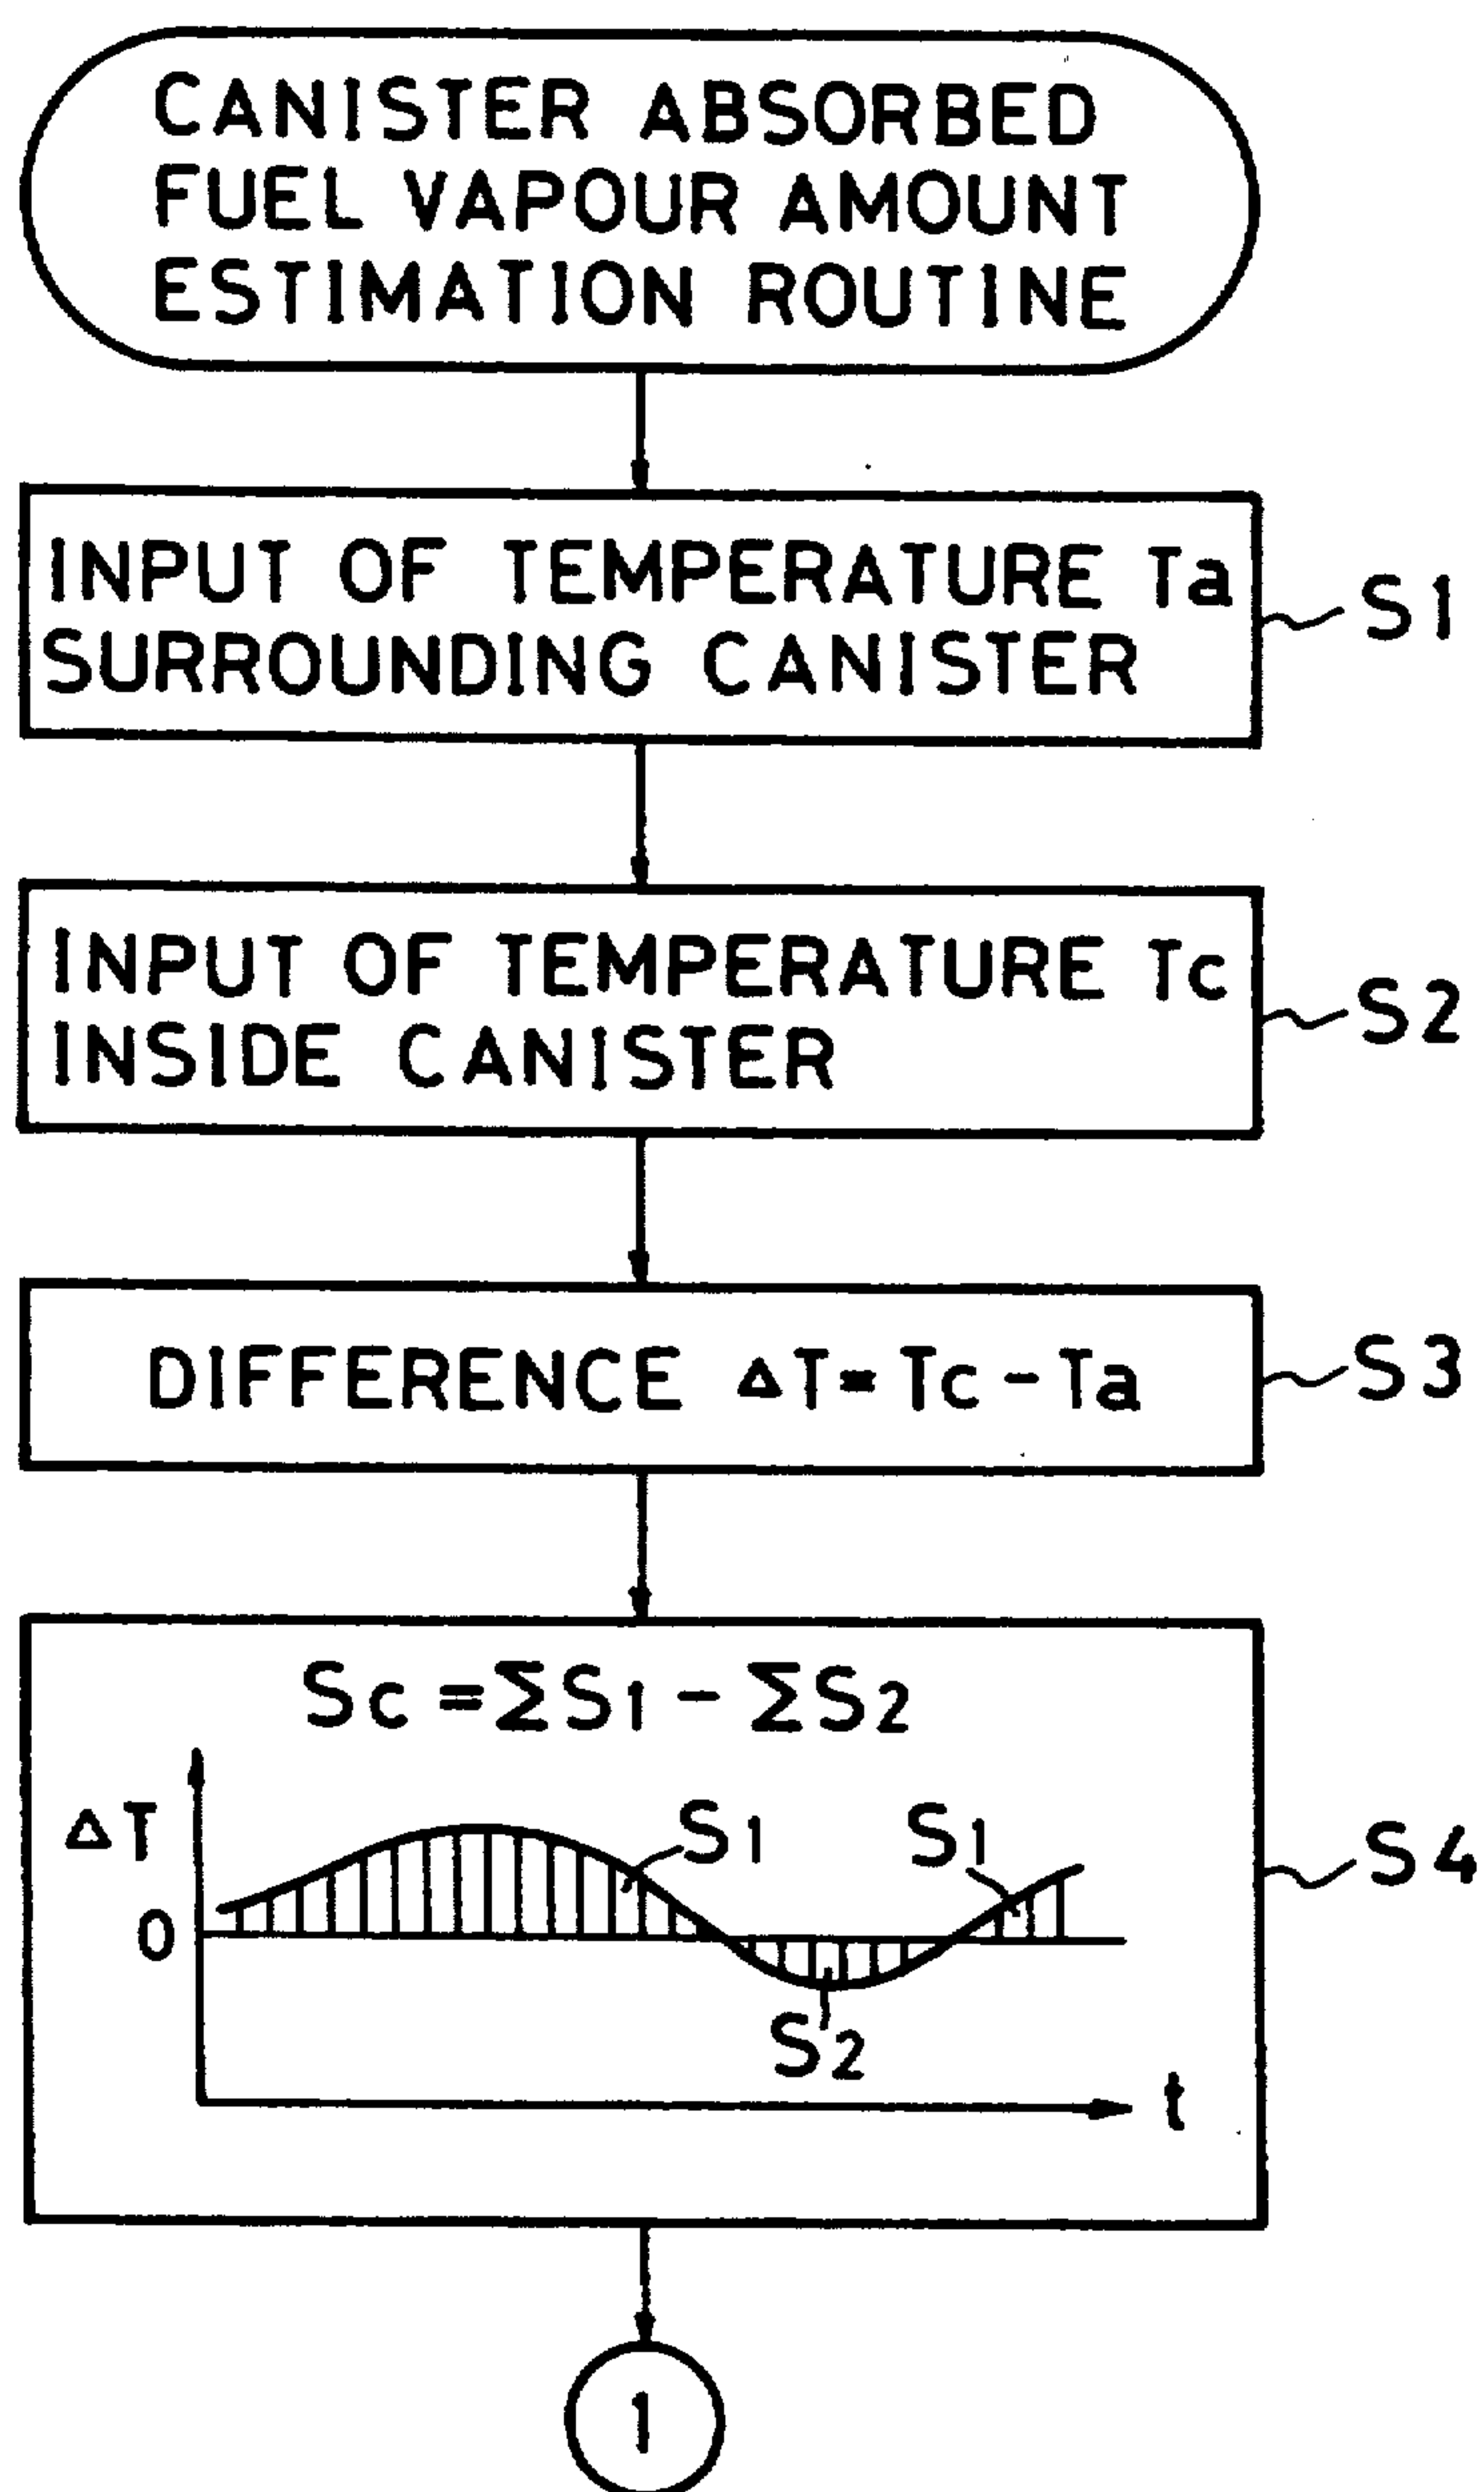 CANISTER ABSORBED
FUEL VAPOUR AMOUNT
ESTIMATION ROUTINE
INPUT OF TEMPERATURE Ta
SURROUNDING CANISTER
S1
INPUT OF TEMPERATURE Tc
INSIDE CANISTER
S2
DIFFERENCE ΔT= Tc - Ta
S3
Sc = ΣS1 - ΣS2
ΔT
S1
S1
S4
0
S2
t
1